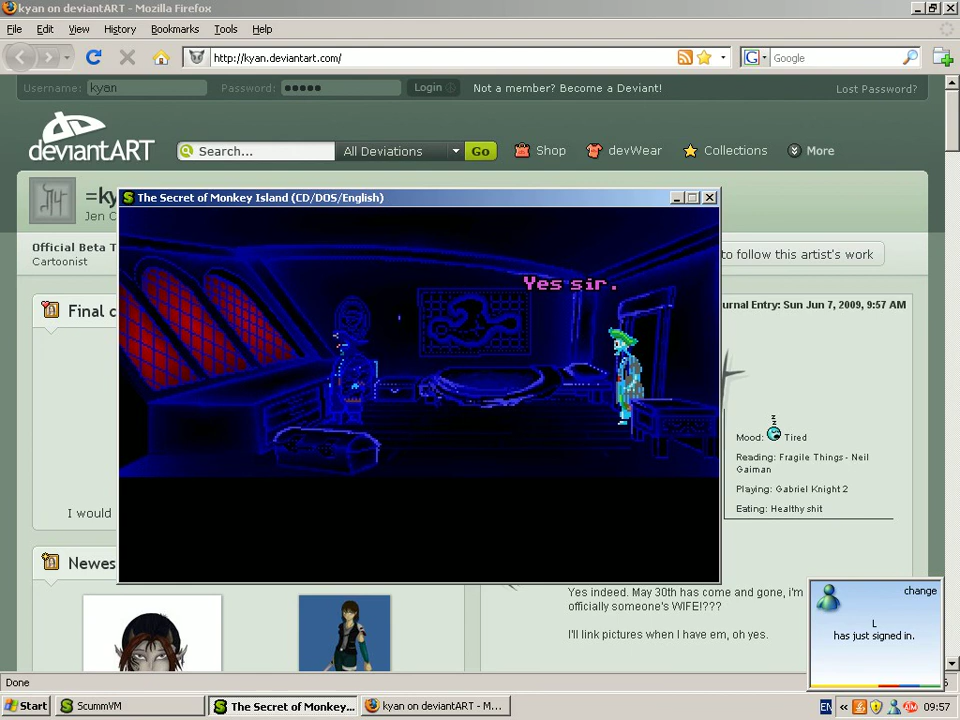 kyan on deviantART - Mozilla Firefox
File Edit View History Bookmarks Tools Help
http://kyan.deviantart.com/
G Google
Username: kyan Password: ●●●●● Login Not a member? Become a Deviant! Lost Password?
deviantART
Search... All Deviations Go Shop devWear Collections More
=ky
Jen C
The Secret of Monkey Island (CD/DOS/English)
Official Beta T
Cartoonist
to follow this artist's work
Yes sir.
Final c
urnal Entry: Sun Jun 7, 2009, 9:57 AM
Mood: Tired
Reading: Fragile Things - Neil
Gaiman
Playing: Gabriel Knight 2
Eating: Healthy shit
I would
Newes
Yes indeed. May 30th has come and gone, i'm
officially someone's WIFE!???
I'll link pictures when I have em, oh yes.
change
L
has just signed in.
Done
Start ScummVM The Secret of Monkey... kyan on deviantART - M... EN « 09:57